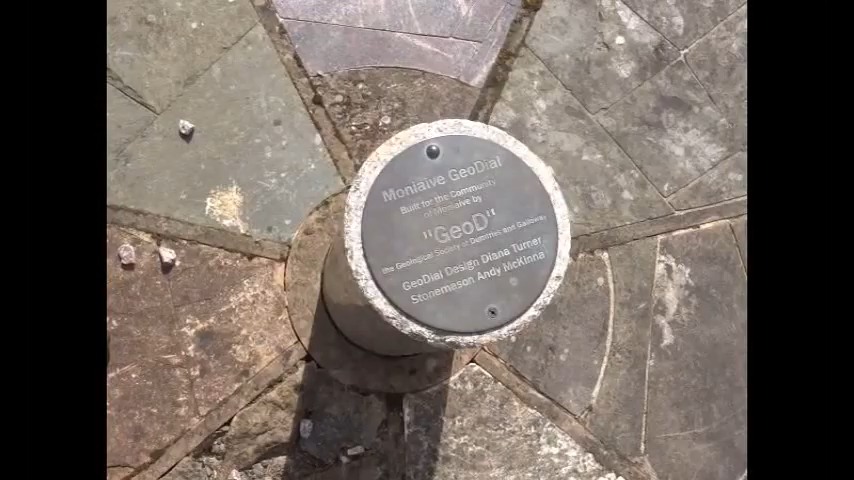 Moniaive GeoDial
Built for the Community
of Moniaive by
"GeoD"
the Geological Society of Dumfries and Galloway
GeoDial Design Diana Turner
Stonemason Andy McKinna